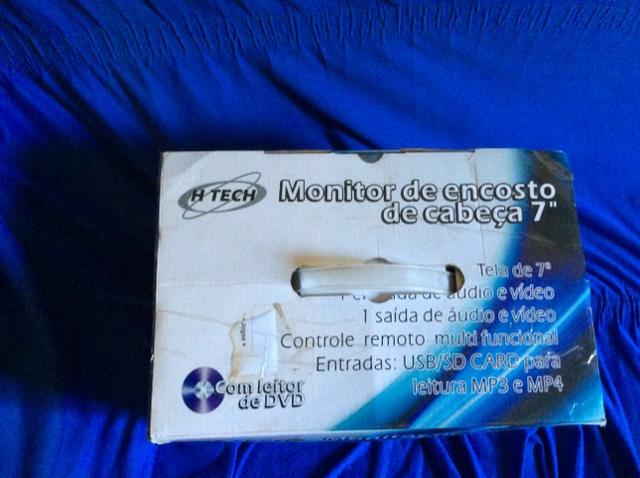 H TECH
Monitor de encosto
de cabeça 7"
Tela de 7"
de áudio e vídeo
1 saída de áudio e vídeo
Controle remoto multi funcional
Entradas: USB/SD CARD para
leitura MP3 e MP4
Com leitor
de DVD